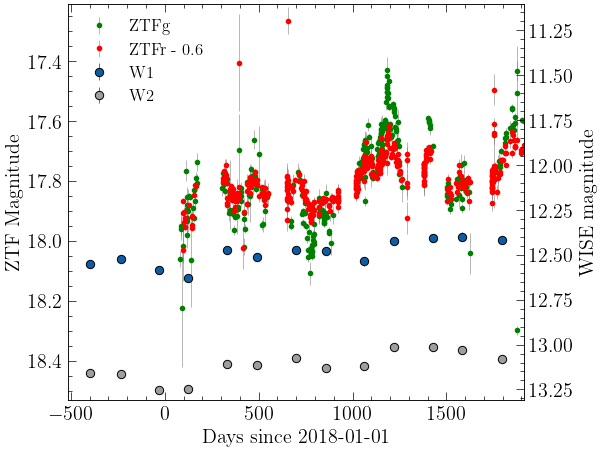 ZTFg
ZTFr - 0.6
W1
W2
17.4
17.6
17.8
18.0
18.2
18.4
ZTF Magnitude
11.25
11.50
11.75
12.00
12.25
12.50
12.75
13.00
13.25
WISE magnitude
−500 0 500 1000 1500
Days since 2018-01-01